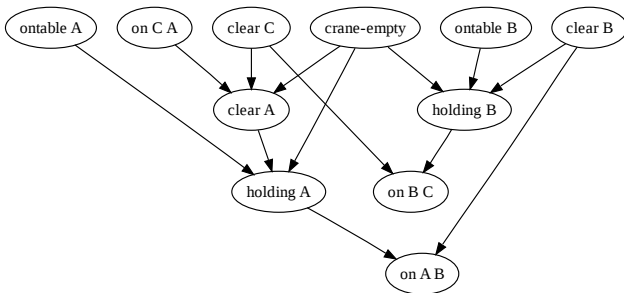 ontable A
on C A
clear C
crane-empty
ontable B
clear B
clear A
holding B
holding A
on B C
on A B